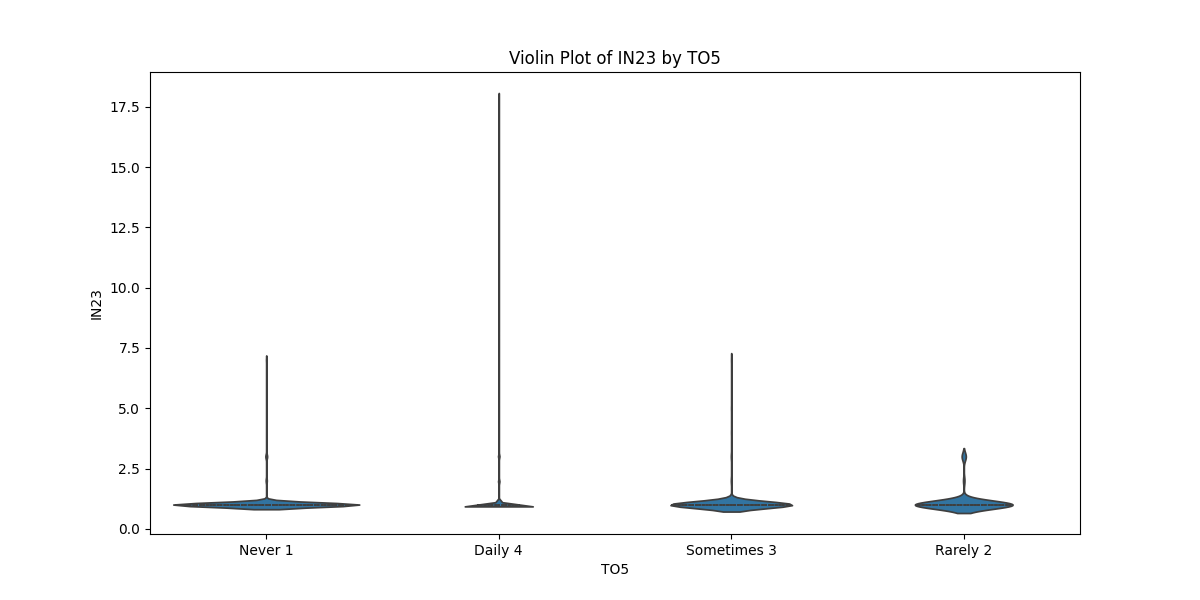 Violin Plot of IN23 by TO5
17.5
15.0
12.5
10.0
7.5
5.0
2.5
0.0
IN23
Never 1
Daily 4
Sometimes 3
Rarely 2
TO5